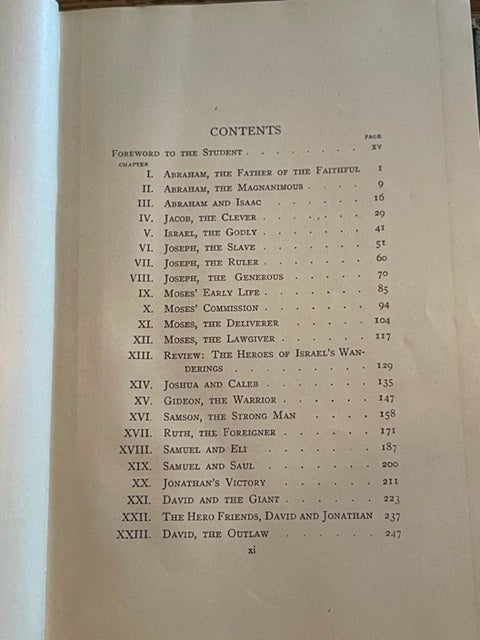 CONTENTS
PAGE
FOREWORD TO THE STUDENT . . . . . . . . xv
CHAPTER
I. ABRAHAM, THE FATHER OF THE FAITHFUL 1
II. ABRAHAM, THE MAGNANIMOUS . . . . 9
III. ABRAHAM AND ISAAC . . . . . . 16
IV. JACOB, THE CLEVER . . . . . . 29
V. ISRAEL, THE GODLY . . . . . . 41
VI. JOSEPH, THE SLAVE . . . . . . 51
VII. JOSEPH, THE RULER . . . . . . 60
VIII. JOSEPH, THE GENEROUS . . . . . 70
IX. MOSES' EARLY LIFE . . . . . . 85
X. MOSES' COMMISSION . . . . . . 94
XI. MOSES, THE DELIVERER . . . . . 104
XII. MOSES, THE LAWGIVER . . . . . 117
XIII. REVIEW: THE HEROES OF ISRAEL'S WAN-
DERINGS . . . . . . . . 129
XIV. JOSHUA AND CALEB . . . . . . 135
XV. GIDEON, THE WARRIOR . . . . . 147
XVI. SAMSON, THE STRONG MAN . . . . 158
XVII. RUTH, THE FOREIGNER . . . . . 171
XVIII. SAMUEL AND ELI . . . . . . 187
XIX. SAMUEL AND SAUL . . . . . . 200
XX. JONATHAN'S VICTORY . . . . . 211
XXI. DAVID AND THE GIANT . . . . . 223
XXII. THE HERO FRIENDS, DAVID AND JONATHAN 237
XXIII. DAVID, THE OUTLAW . . . . . . 247
xi